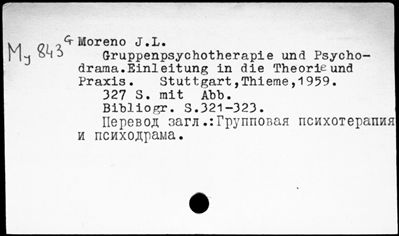 Му 843 G Moreno J.L.
Gruppenpsychotherapie und Psycho-
drama.Einleitung in die Theorie und
Praxis. Stuttgart,Thieme,1959.
327 S. mit Abb.
Bibliogr. S.321-323.
Перевод загл.:Групповая психотерапия
и психодрама.